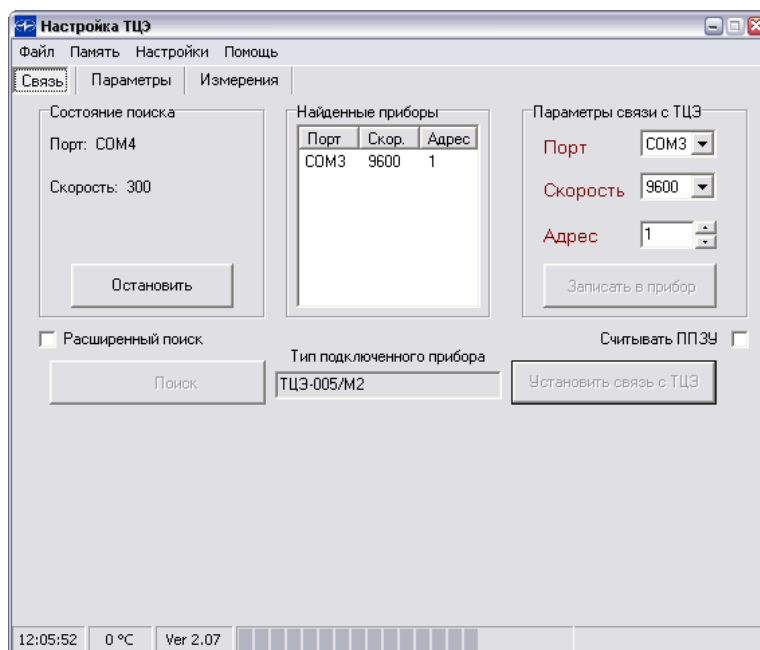 Настройка ТЦЭ
Файл Память Настройки Помощь
Связь Параметры Измерения
Состояние поиска
Порт: COM4
Скорость: 300
Остановить
Найденные приборы
Порт Скор. Адрес
COM3 9600 1
Параметры связи с ТЦЭ
Порт COM3
Скорость 9600
Адрес 1
Записать в прибор
Расширенный поиск
Считывать ППЗУ
Поиск
Тип подключенного прибора
ТЦЭ-005/М2
Установить связь с ТЦЭ
12:05:52 0 °C Ver 2.07